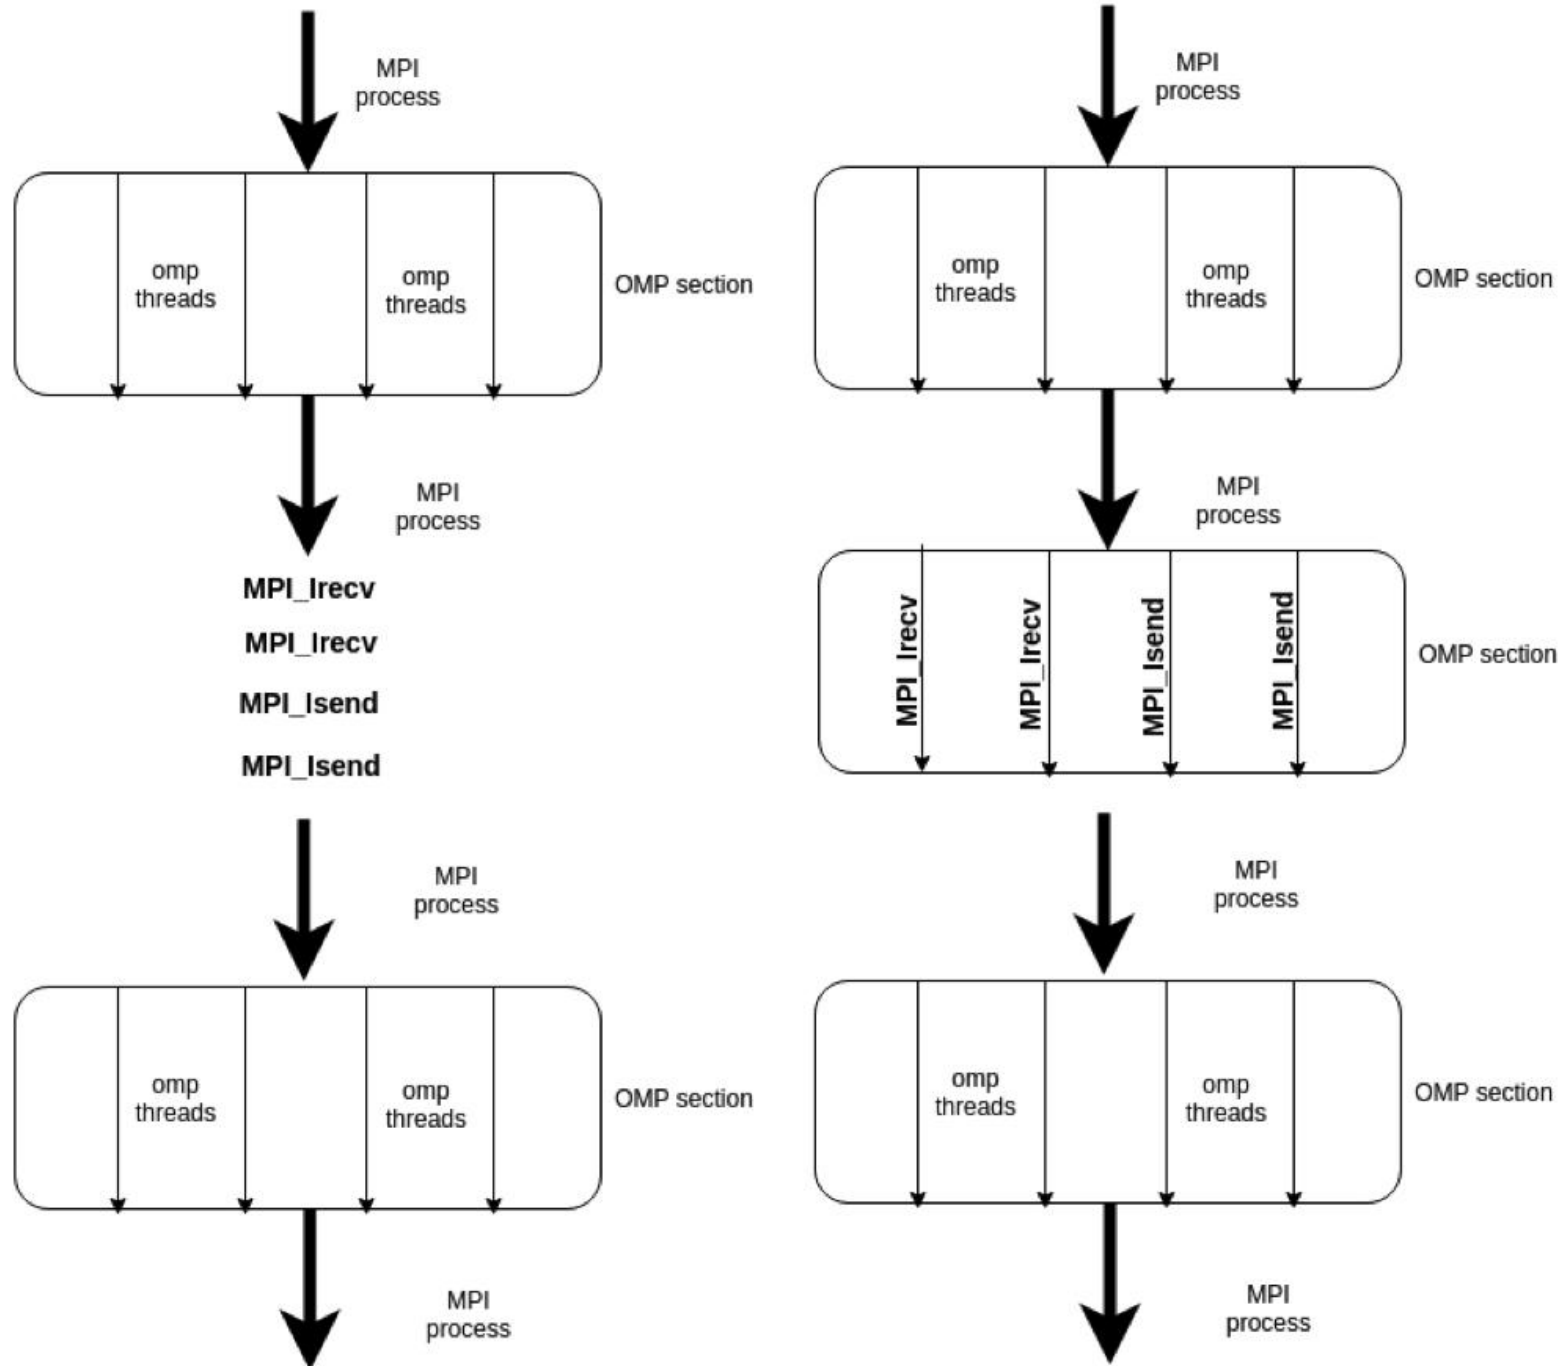 MPI
process
omp
threads
omp
threads
OMP section
MPI
process
MPI_Irecv
MPI_Irecv
MPI_Isend
MPI_Isend
MPI
process
omp
threads
omp
threads
OMP section
MPI
process
MPI
process
omp
threads
omp
threads
OMP section
MPI
process
MPI_Irecv
MPI_Irecv
MPI_Isend
MPI_Isend
OMP section
MPI
process
omp
threads
omp
threads
OMP section
MPI
process